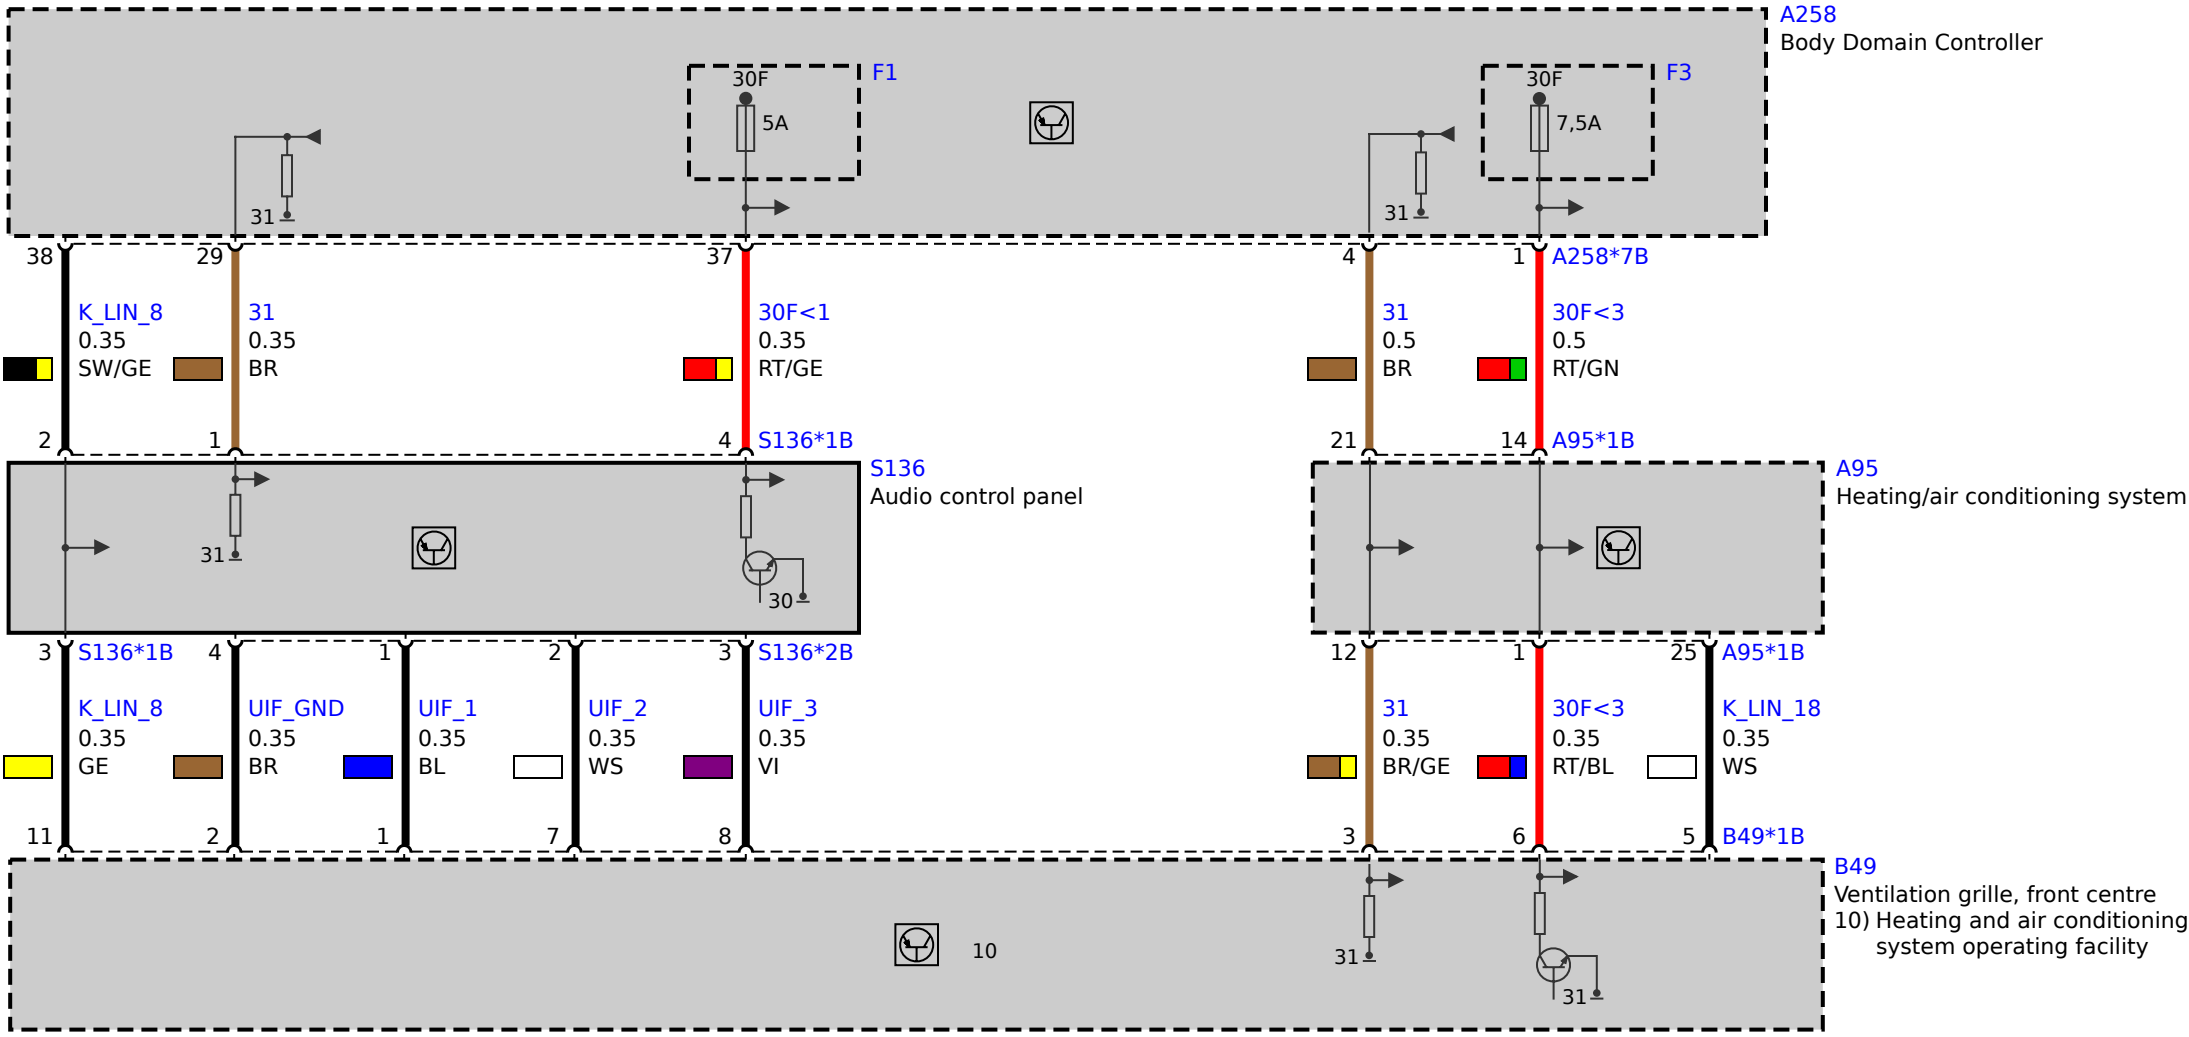 A258
Body Domain Controller
30F
F1
30F
F3
5A
7,5A
31
31
38
29
37
4
1
A258*7B
K_LIN_8
31
30F<1
31
30F<3
0.35
0.35
0.35
0.5
0.5
SW/GE
BR
RT/GE
BR
RT/GN
2
1
4
S136*1B
21
14
A95*1B
S136
Audio control panel
A95
Heating/air conditioning system
31
30
3
S136*1B
4
1
2
3
S136*2B
12
1
25
A95*1B
K_LIN_8
UIF_GND
UIF_1
UIF_2
UIF_3
31
30F<3
K_LIN_18
0.35
0.35
0.35
0.35
0.35
0.35
0.35
0.35
GE
BR
BL
WS
VI
BR/GE
RT/BL
WS
11
2
1
7
8
3
6
5
B49*1B
B49
Ventilation grille, front centre
10) Heating and air conditioning
system operating facility
10
31
31